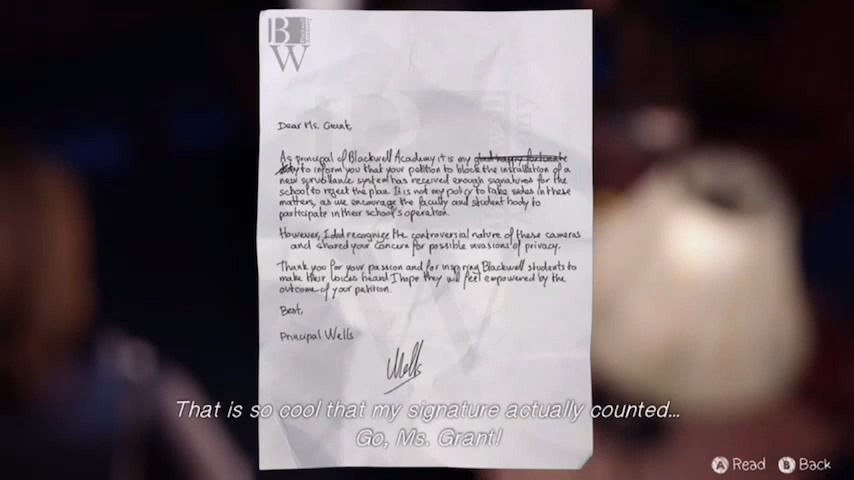 B
W
Dear Ms. Grant,
As principal of Blackwell Academy it is my glad happy fortunate
duty to inform you that your petition to block the installation of a
new surveillance system has received enough signatures for the
school to reject the plan. It is not my policy to take sides in these
matters, as we encourage the faculty and student body to
participate in their school's operation.
However, I did recognize the controversial nature of these cameras
and shared your concern for possible invasions of privacy.
Thank you for your passion and for inspiring Blackwell students to
make their voices heard. I hope they will feel empowered by the
outcome of your petition.
Best,
Principal Wells
Wells
That is so cool that my signature actually counted...
Go, Ms. Grant!
A Read B Back